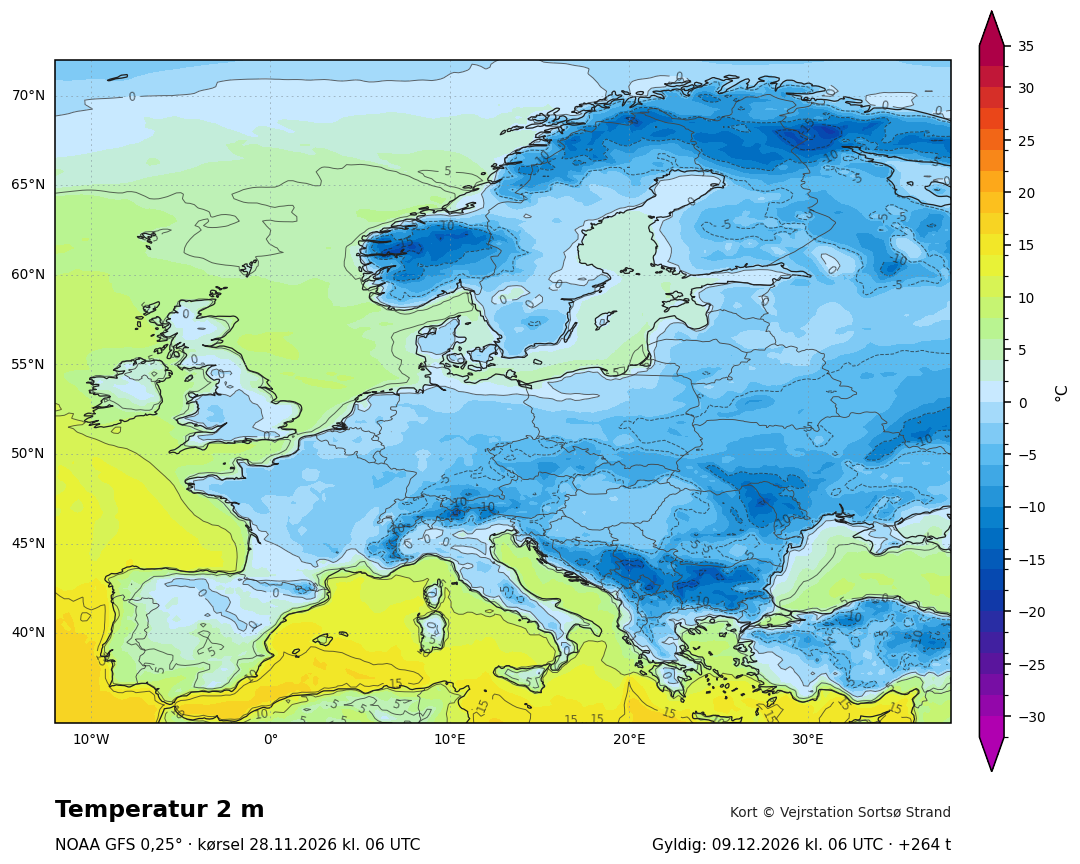 35
30
25
20
15
10
5
0
−5
−10
−15
−20
−25
−30
°C
70°N
65°N
60°N
55°N
50°N
45°N
40°N
10°W
0°
10°E
20°E
30°E
Temperatur 2 m
Kort © Vejrstation Sortsø Strand
NOAA GFS 0,25° · kørsel 28.11.2026 kl. 06 UTC
Gyldig: 09.12.2026 kl. 06 UTC · +264 t